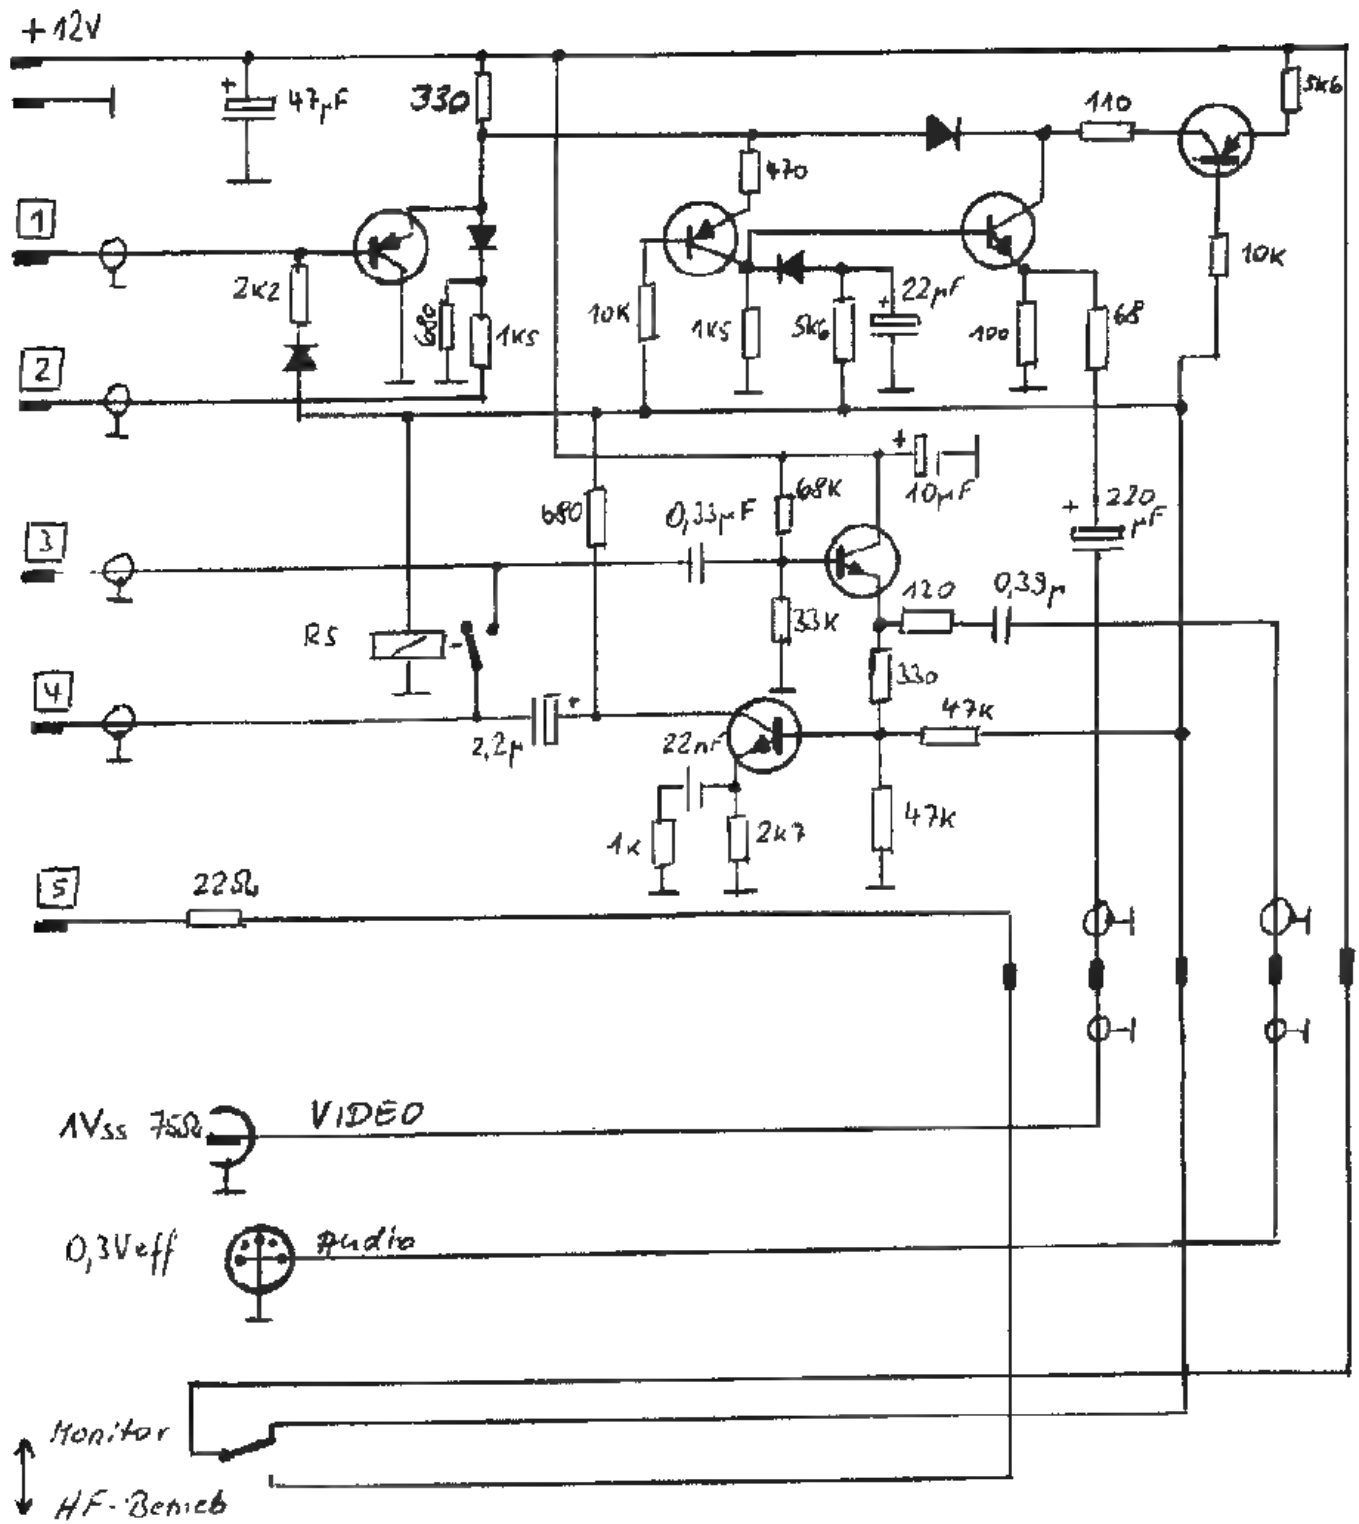 +12V
47µF
330
110
5k6
470
1
2k2
680
1k5
10k
1k5
5k6
22µF
100
68
10k
2
10µF
680
0,33µF
68k
220
µF
3
33k
120
0,39µ
RS
330
4
2,2µ
22nF
47k
1k
2k7
47k
5
22Ω
1Vss 75Ω
VIDEO
0,3Veff
Audio
Monitor
HF-Betrieb